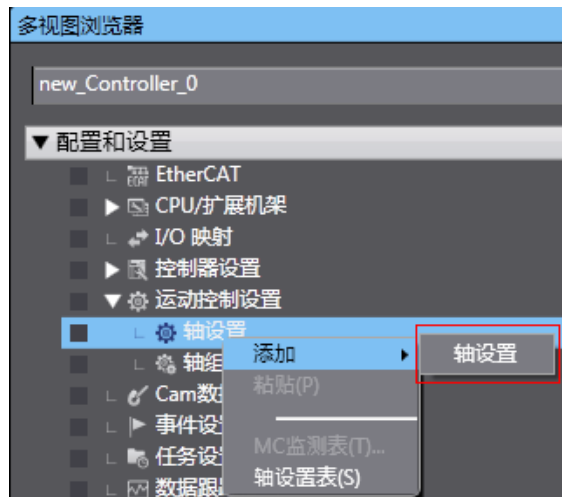 多视图浏览器
new_Controller_0
▼ 配置和设置
EtherCAT
▶ CPU/扩展机架
I/O 映射
▶ 控制器设置
▼ 运动控制设置
轴设置
添加 ▶ 轴设置
轴组
粘贴(P)
Cam数
事件设
MC监测表(T)...
任务设
轴设置表(S)
数据跟